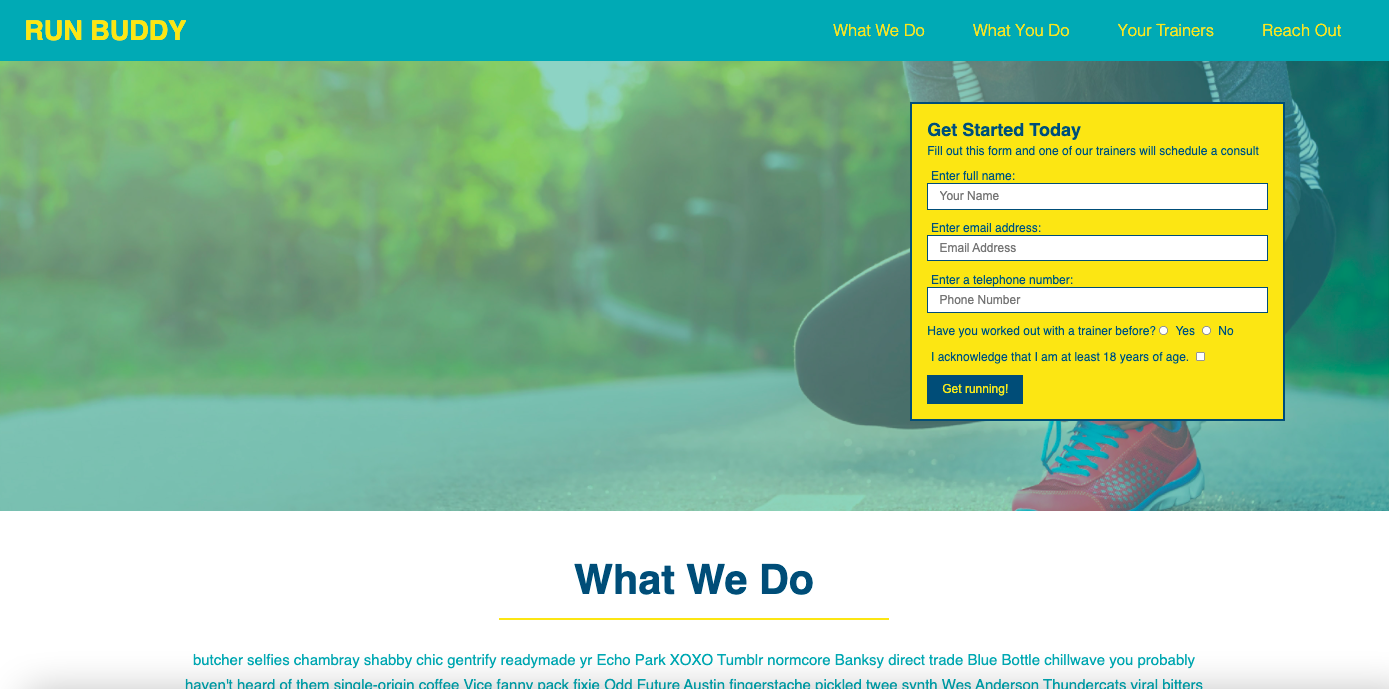 RUN BUDDY
What We Do
What You Do
Your Trainers
Reach Out
Get Started Today
Fill out this form and one of our trainers will schedule a consult
Enter full name:
Your Name
Enter email address:
Email Address
Enter a telephone number:
Phone Number
Have you worked out with a trainer before? Yes No
I acknowledge that I am at least 18 years of age.
Get running!
What We Do
butcher selfies chambray shabby chic gentrify readymade yr Echo Park XOXO Tumblr normcore Banksy direct trade Blue Bottle chillwave you probably
haven't heard of them single-origin coffee Vice fanny pack fixie Odd Future Austin fingerstache pickled twee synth Wes Anderson Thundercats viral bitters